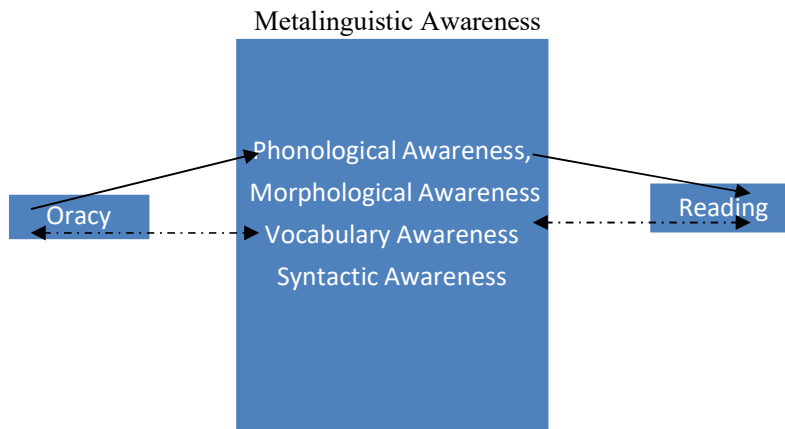 Metalinguistic Awareness
Phonological Awareness,
Morphological Awareness
Oracy
Reading
Vocabulary Awareness
Syntactic Awareness